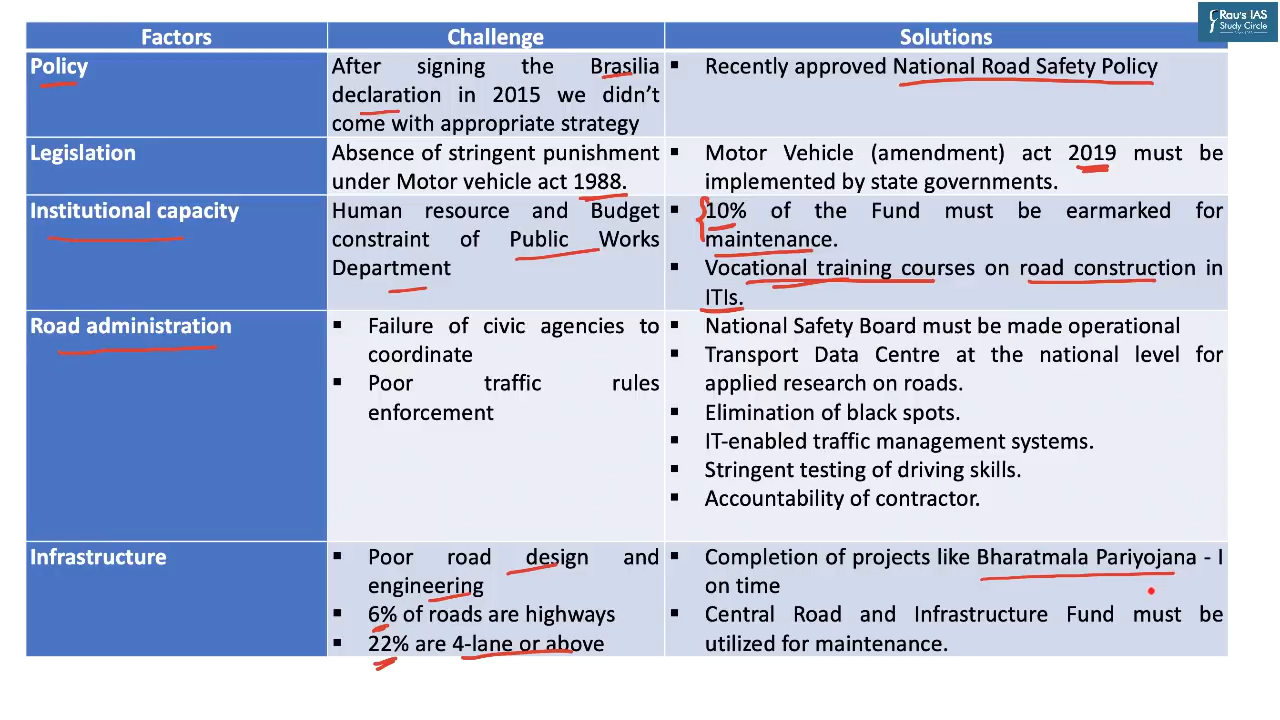 Rau's IAS
Study Circle
Factors
Challenge
Solutions
Policy
After signing the Brasilia
declaration in 2015 we didn't
come with appropriate strategy
▪ Recently approved National Road Safety Policy
Legislation
Absence of stringent punishment
under Motor vehicle act 1988.
▪ Motor Vehicle (amendment) act 2019 must be
implemented by state governments.
Institutional capacity
Human resource and Budget
constraint of Public Works
Department
▪ 10% of the Fund must be earmarked for
maintenance.
▪ Vocational training courses on road construction in
ITIs.
Road administration
▪ Failure of civic agencies to
coordinate
▪ Poor traffic rules
enforcement
▪ National Safety Board must be made operational
▪ Transport Data Centre at the national level for
applied research on roads.
▪ Elimination of black spots.
▪ IT-enabled traffic management systems.
▪ Stringent testing of driving skills.
▪ Accountability of contractor.
Infrastructure
▪ Poor road design and
engineering
▪ 6% of roads are highways
▪ 22% are 4-lane or above
▪ Completion of projects like Bharatmala Pariyojana - I
on time
▪ Central Road and Infrastructure Fund must be
utilized for maintenance.